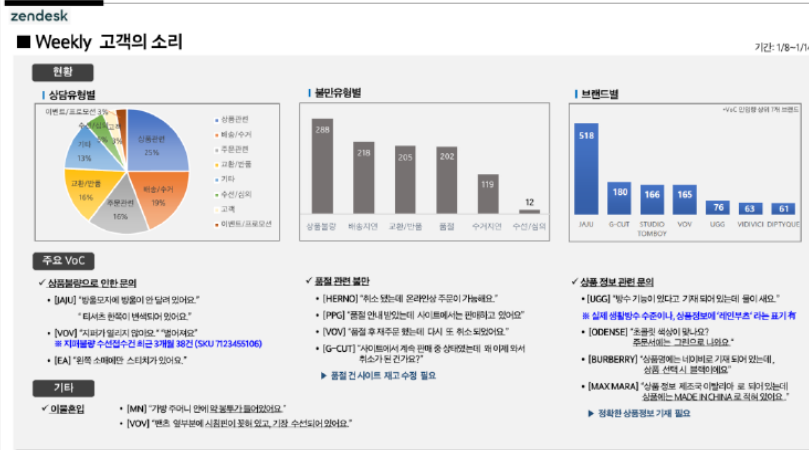 zendesk
■ Weekly 고객의 소리
기간: 1/8~1/14
현황
상담유형별
불만유형별
브랜드별
이벤트/프로모션 3%
수선/심의
6%
고객
3%
기타
13%
교환/반품
16%
주문관련
16%
배송/수거
19%
상품관련
25%
상품관련
배송/수거
주문관련
교환/반품
기타
수선/심의
고객
이벤트/프로모션
288
218
205
202
119
12
상품불량 배송지연 교환/반품 품절 수거지연 수선/심의
518
180
166
165
76
63
61
JAJU G-CUT STUDIO TOMBOY VOV UGG VIDIVICI DIPTYQUE
주요 VoC
✓ 상품불량으로 인한 문의
• [JAJU] "방울모자에 방울이 안 달려 있어요."
"티셔츠 한쪽이 변색되어 있어요."
• [VOV] "지퍼가 열리지 않아요." "떨어져요"
※ 지퍼불량 수선접수건 최근 3개월 38건 (SKU 7123455106)
• [EA] "왼쪽 소매에만 스티치가 있어요."
✓ 품절 관련 불만
• [HERNO] "취소 됐는데 온라인상 주문이 가능해요."
• [PPG] "품절 안내 받았는데 사이트에서는 판매하고 있어요"
• [VOV] "품절 후 재주문 했는데 다시 또 취소 되었어요."
• [G-CUT] "사이트에서 계속 판매 중 상태였는데 왜 이제 와서
취소가 된 건가요?"
▶ 품절 건 사이트 재고 수정 필요
✓ 상품 정보 관련 문의
• [UGG] "방수 기능이 있다고 기재 되어 있는데 물이 새요."
※ 실제 생활방수 수준이나, 상품정보에 '레인부츠' 라는 표기 有
• [ODENSE] "초콜릿 색상이 맞나요?
주문서에는 그린으로 나와요."
• [BURBERRY] "상품명에는 네이비로 기재 되어 있는데,
상품 선택 시 블랙이에요"
• [MAX MARA] "상품 정보 제조국 이탈리아 로 되어 있는데
상품에는 MADE IN CHINA 로 적혀 있어요."
▶ 정확한 상품정보 기재 필요
기타
✓ 이물혼입
• [MN] "가방 주머니 안에 약 봉투가 들어있어요."
• [VOV] "팬츠 옆부분에 시침핀이 꽂혀 있고, 기장 수선되어 있어요."